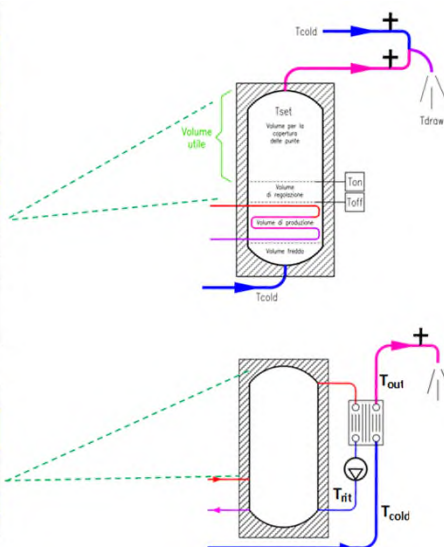 Tcold
Tset
Volume per la
copertura
delle punte
Volume
utile
Tdraw
Volume
di regolazione
Ton
Toff
Volume di produzione
Volume freddo
Tcold
Tout
Trit
Tcold